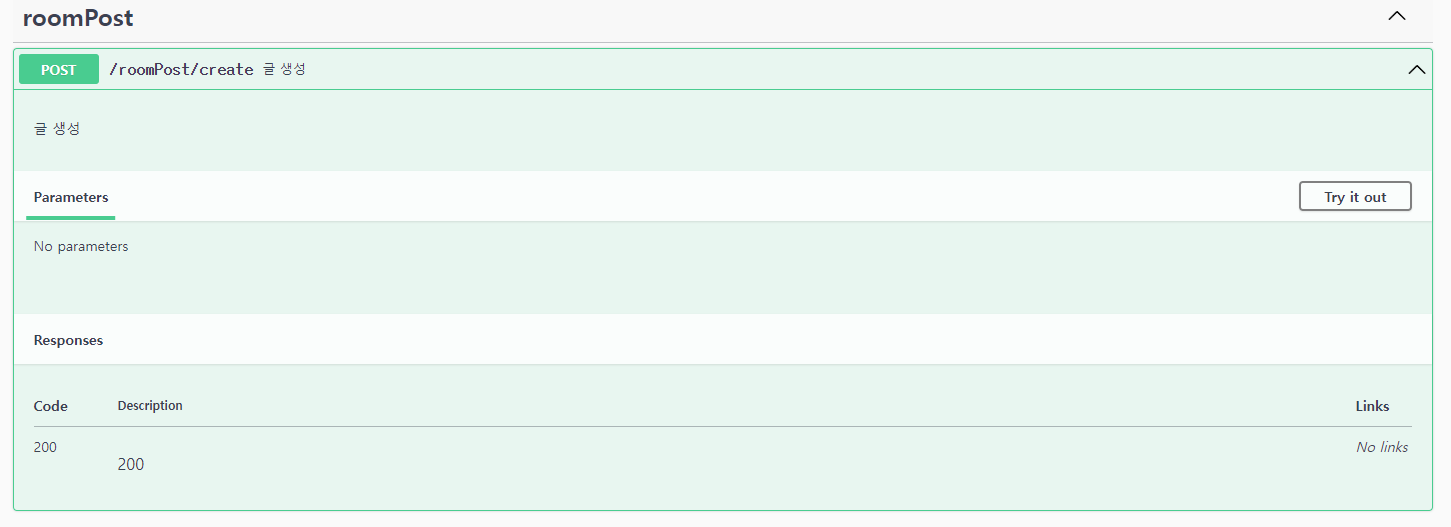 roomPost
POST /roomPost/create 글 생성
글 생성
Parameters Try it out
No parameters
Responses
Code Description Links
200 200 No links